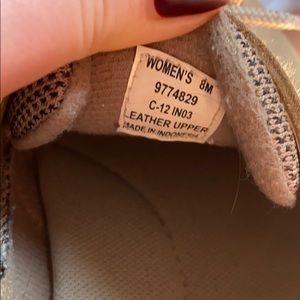 WOMEN'S 8M
9774829
C-12 IN03
LEATHER UPPER
MADE IN INDONESIA